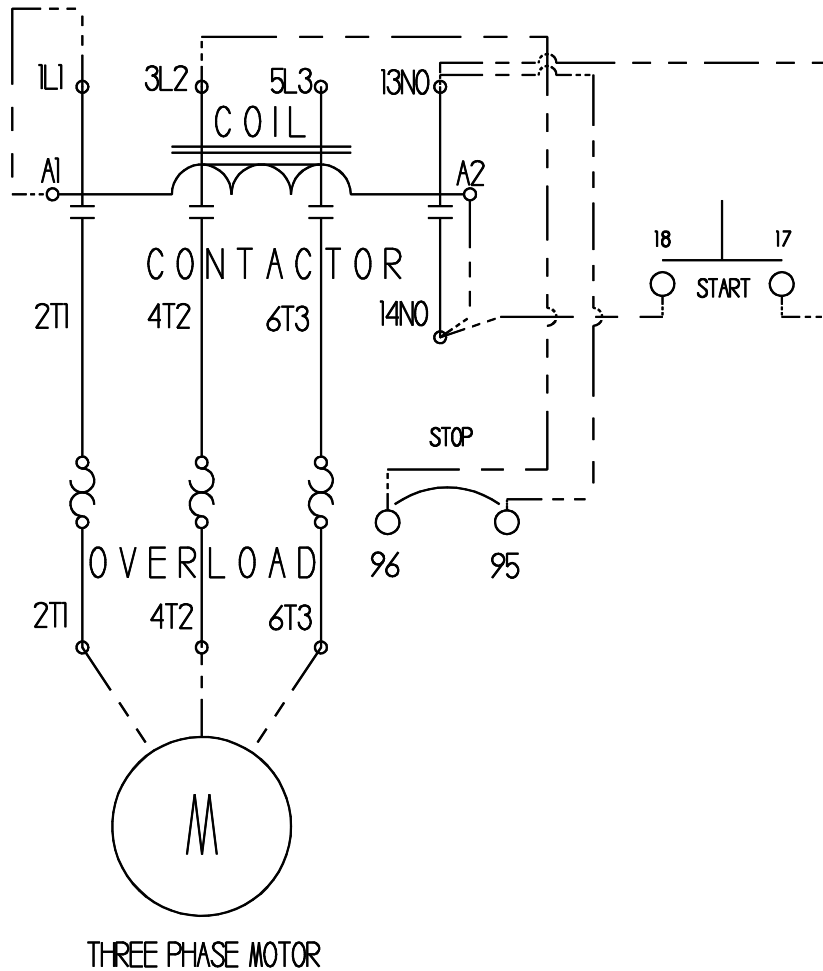 1L1 3L2 5L3 13NO
COIL
A1 A2
18 17
CONTACTOR
START
2T1 4T2 6T3 14NO
STOP
96 95
OVERLOAD
2T1 4T2 6T3
M
THREE PHASE MOTOR